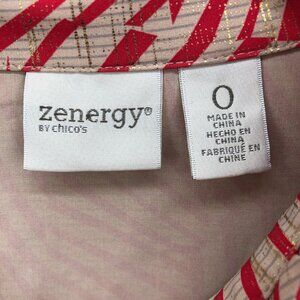 zenergy®
BY chico's
0
MADE IN
CHINA
HECHO EN
CHINA
FABRIQUÉ EN
CHINE